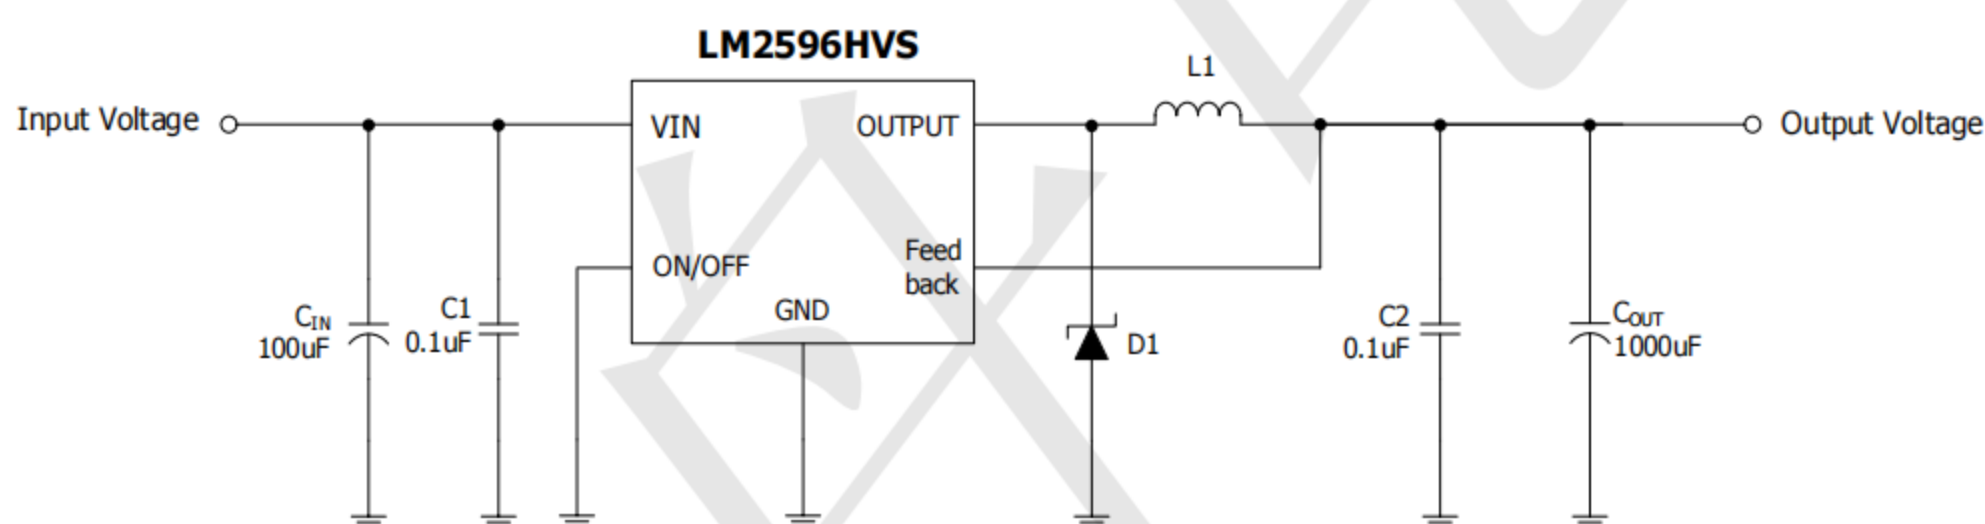 LM2596HVS
L1
Input Voltage
VIN
OUTPUT
Output Voltage
ON/OFF
Feed
back
GND
CIN
100uF
C1
0.1uF
D1
C2
0.1uF
COUT
1000uF